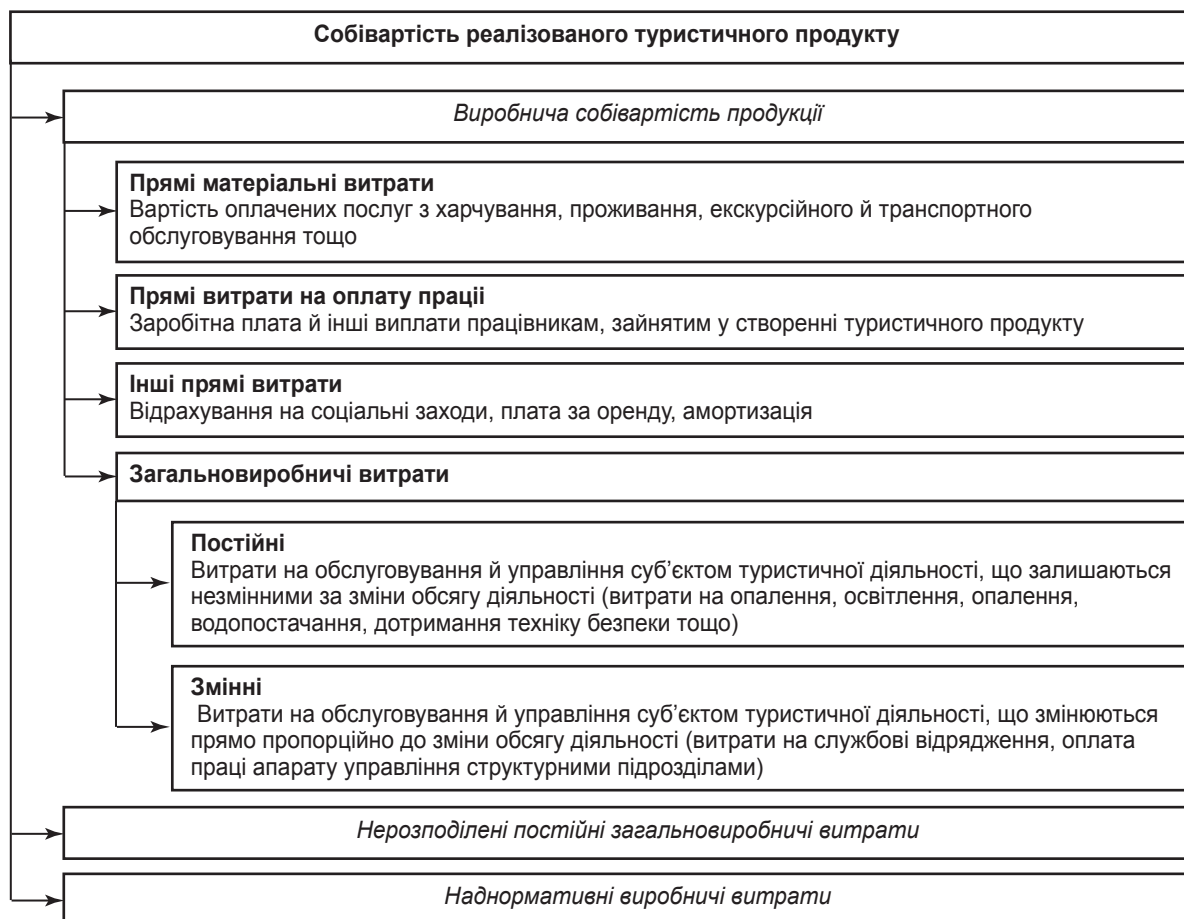 Собівартість реалізованого туристичного продукту
Виробнича собівартість продукції
Прямі матеріальні витрати
Вартість оплачених послуг з харчування, проживання, екскурсійного й транспортного
обслуговування тощо
Прямі витрати на оплату праціі
Заробітна плата й інші виплати працівникам, зайнятим у створенні туристичного продукту
Інші прямі витрати
Відрахування на соціальні заходи, плата за оренду, амортизація
Загальновиробничі витрати
Постійні
Витрати на обслуговування й управління суб’єктом туристичної діяльності, що залишаються
незмінними за зміни обсягу діяльності (витрати на опалення, освітлення, опалення,
водопостачання, дотримання техніку безпеки тощо)
Змінні
Витрати на обслуговування й управління суб’єктом туристичної діяльності, що змінюються
прямо пропорційно до зміни обсягу діяльності (витрати на службові відрядження, оплата
праці апарату управління структурними підрозділами)
Нерозподілені постійні загальновиробничі витрати
Наднормативні виробничі витрати